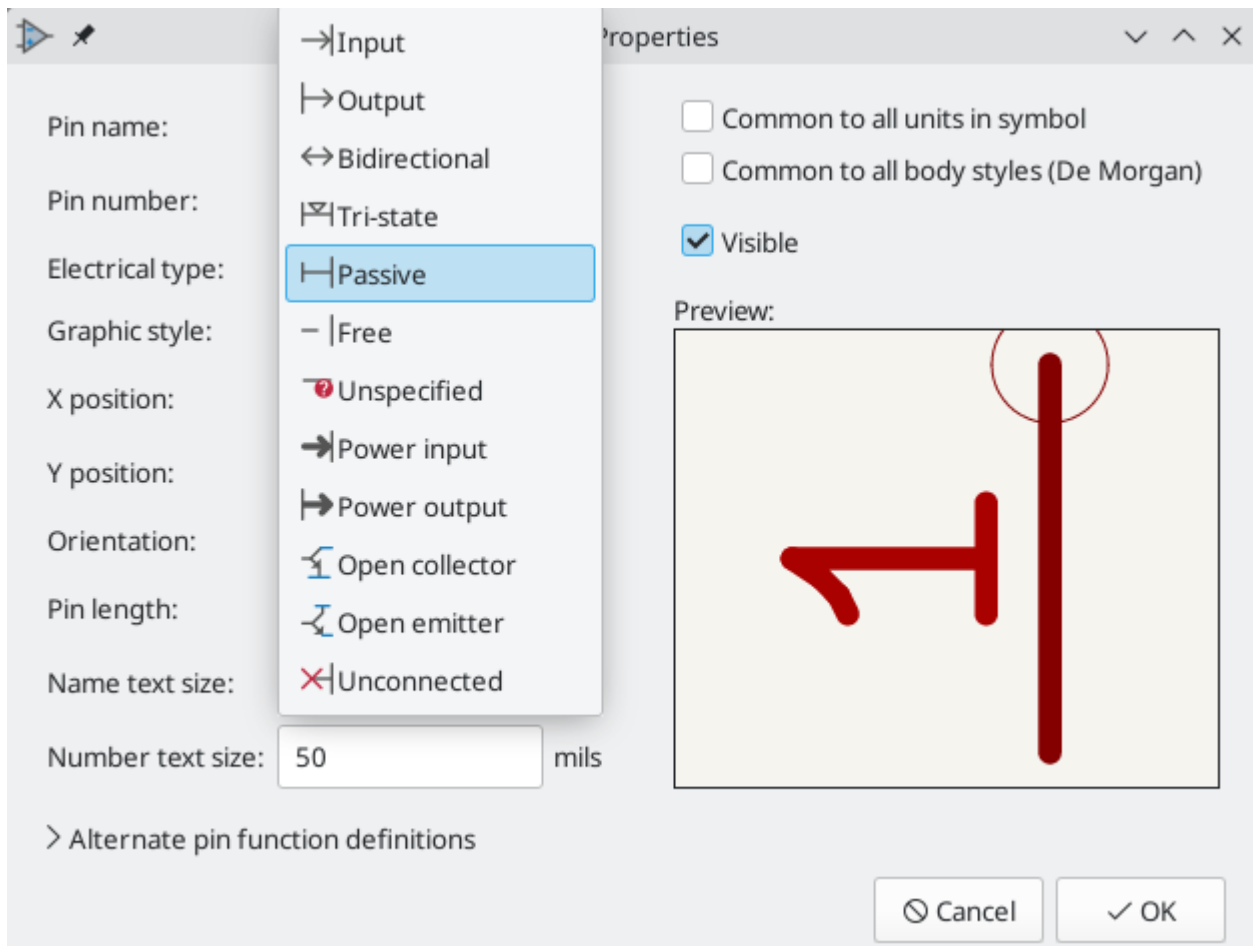 Properties
Input
Output
Bidirectional
Tri-state
Passive
Free
Unspecified
Power input
Power output
Open collector
Open emitter
Unconnected
Pin name:
Pin number:
Electrical type:
Graphic style:
X position:
Y position:
Orientation:
Pin length:
Name text size:
Number text size: 50 mils
Alternate pin function definitions
Common to all units in symbol
Common to all body styles (De Morgan)
Visible
Preview:
1
Cancel
OK